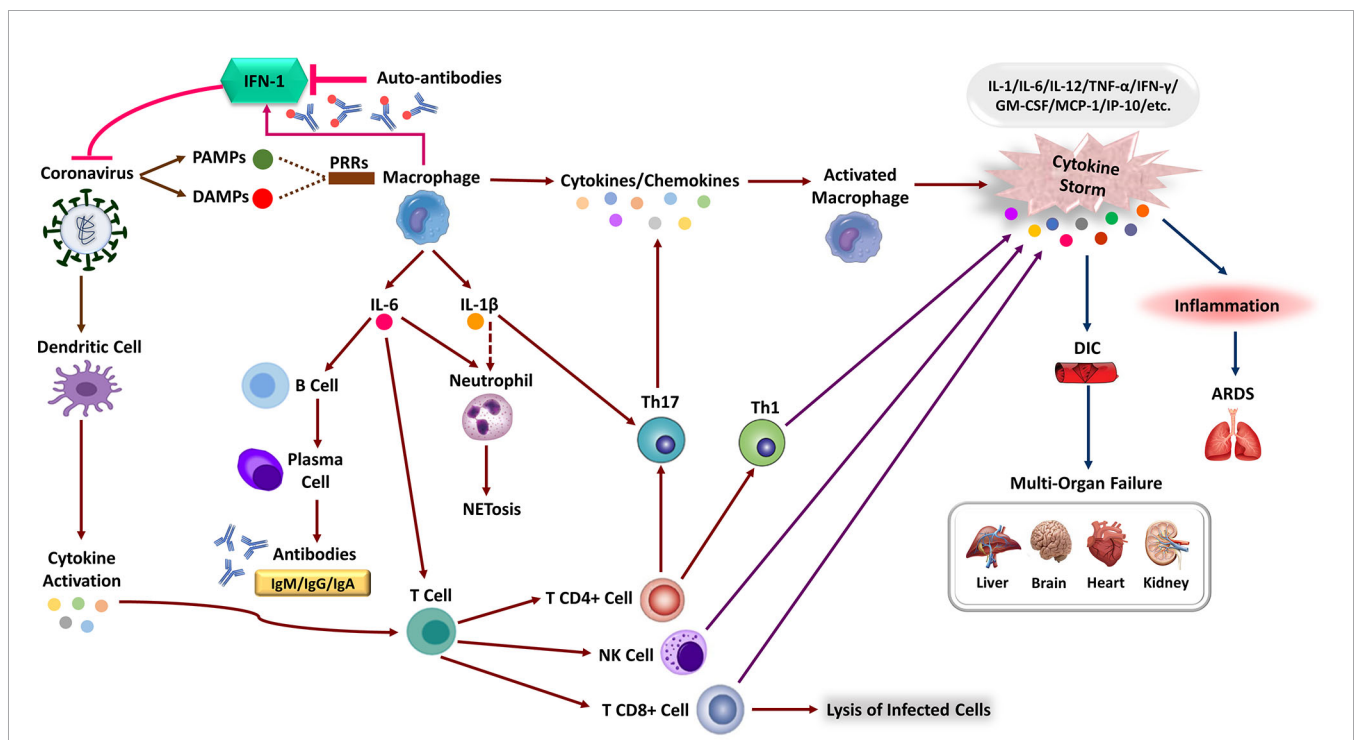 IFN-1
Auto-antibodies
IL-1/IL-6/IL-12/TNF-α/IFN-γ/
GM-CSF/MCP-1/IP-10/etc.
Coronavirus
PAMPs
DAMPs
PRRs
Macrophage
Cytokines/Chemokines
Activated
Macrophage
Cytokine
Storm
IL-6
IL-1β
Inflammation
Dendritic Cell
B Cell
Neutrophil
Th17
Th1
DIC
ARDS
Plasma
Cell
NETosis
Multi-Organ Failure
Liver
Brain
Heart
Kidney
Cytokine
Activation
Antibodies
IgM/IgG/IgA
T Cell
T CD4+ Cell
NK Cell
T CD8+ Cell
Lysis of Infected Cells